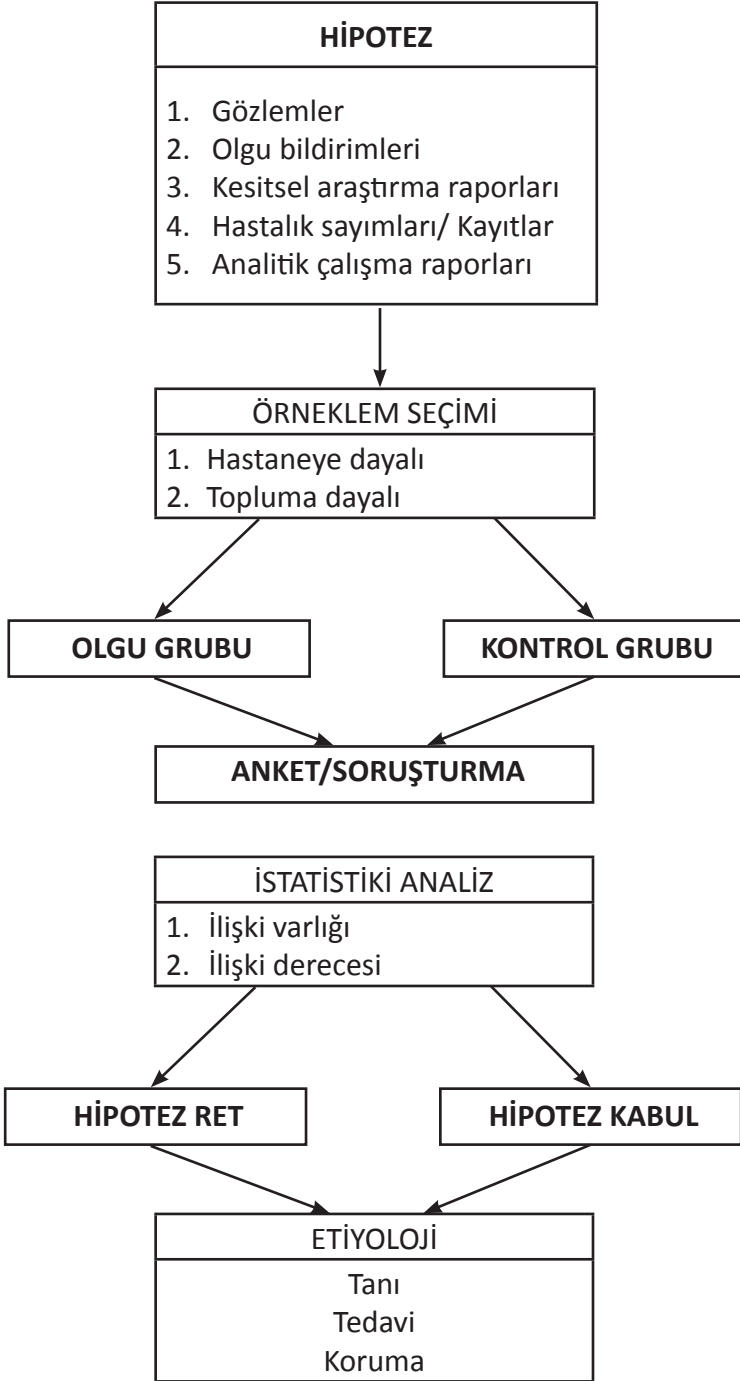 HİPOTEZ
1. Gözlemler
2. Olgu bildirimleri
3. Kesitsel araştırma raporları
4. Hastalık sayımları/ Kayıtlar
5. Analitik çalışma raporları
ÖRNEKLEM SEÇİMİ
1. Hastaneye dayalı
2. Topluma dayalı
OLGU GRUBU
KONTROL GRUBU
ANKET/SORUŞTURMA
İSTATİSTİKİ ANALİZ
1. İlişki varlığı
2. İlişki derecesi
HİPOTEZ RET
HİPOTEZ KABUL
ETİYOLOJİ
Tanı
Tedavi
Koruma